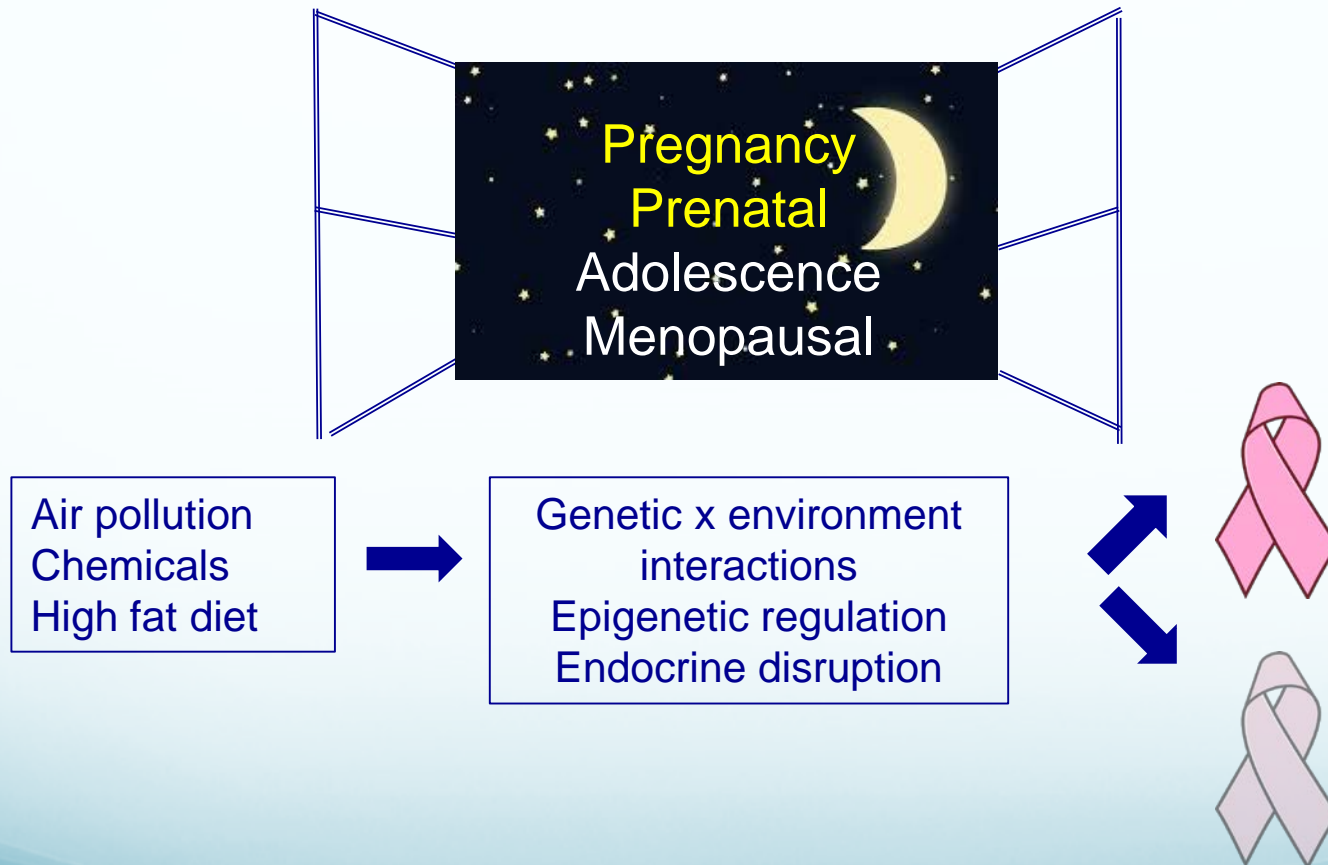 Pregnancy
Prenatal
Adolescence
Menopausal
Air pollution
Chemicals
High fat diet
Genetic x environment
interactions
Epigenetic regulation
Endocrine disruption